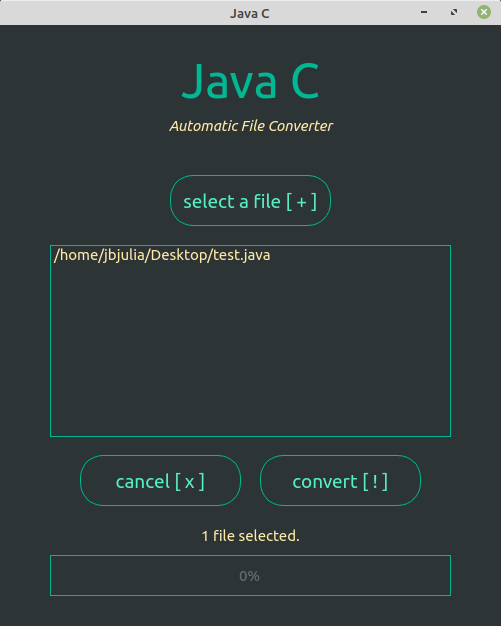 Java C
Java C
Automatic File Converter
select a file [ + ]
/home/jbjulia/Desktop/test.java
cancel [ x ]
convert [ ! ]
1 file selected.
0%